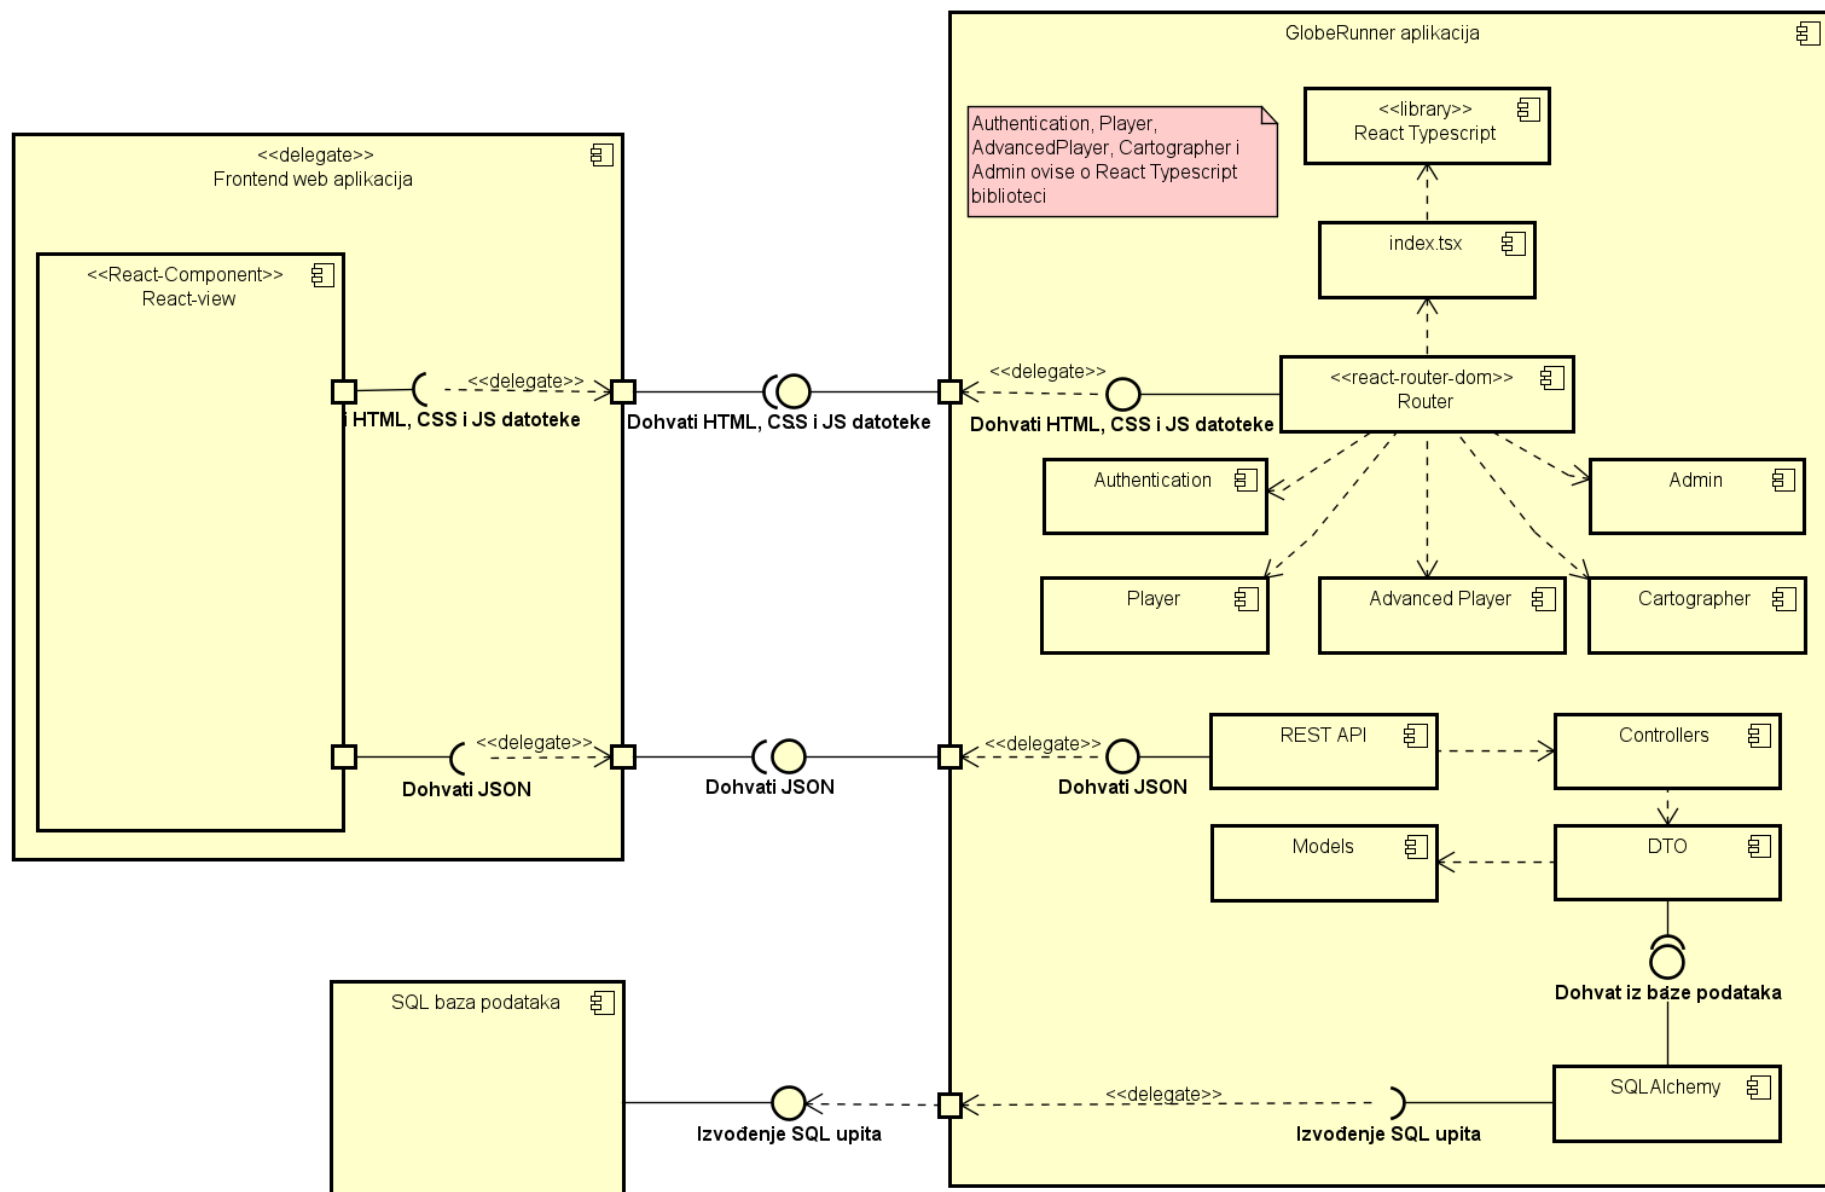 GlobeRunner aplikacija
<<library>>
React Typescript
Authentication, Player,
AdvancedPlayer, Cartographer i
Admin ovise o React Typescript
biblioteci
<<delegate>>
Frontend web aplikacija
index.tsx
<<React-Component>>
React-view
<<delegate>>
i HTML, CSS i JS datoteke
Dohvati HTML, CSS i JS datoteke
<<delegate>>
Dohvati HTML, CSS i JS datoteke
<<react-router-dom>>
Router
Authentication
Admin
Player
Advanced Player
Cartographer
<<delegate>>
Dohvati JSON
Dohvati JSON
<<delegate>>
Dohvati JSON
REST API
Controllers
Models
DTO
Dohvat iz baze podataka
SQL baza podataka
Izvođenje SQL upita
<<delegate>>
Izvođenje SQL upita
SQLAlchemy